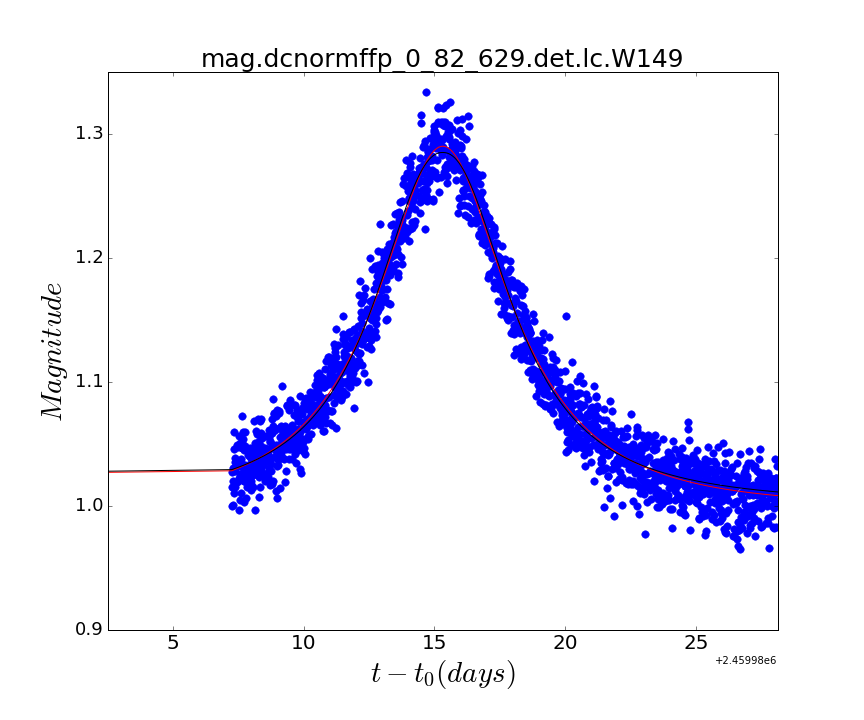 mag.dcnormffp_0_82_629.det.lc.W149
1.3
1.2
1.1
1.0
0.9
Magnitude
5 10 15 20 25
+2.45998e6
t − t₀(days)